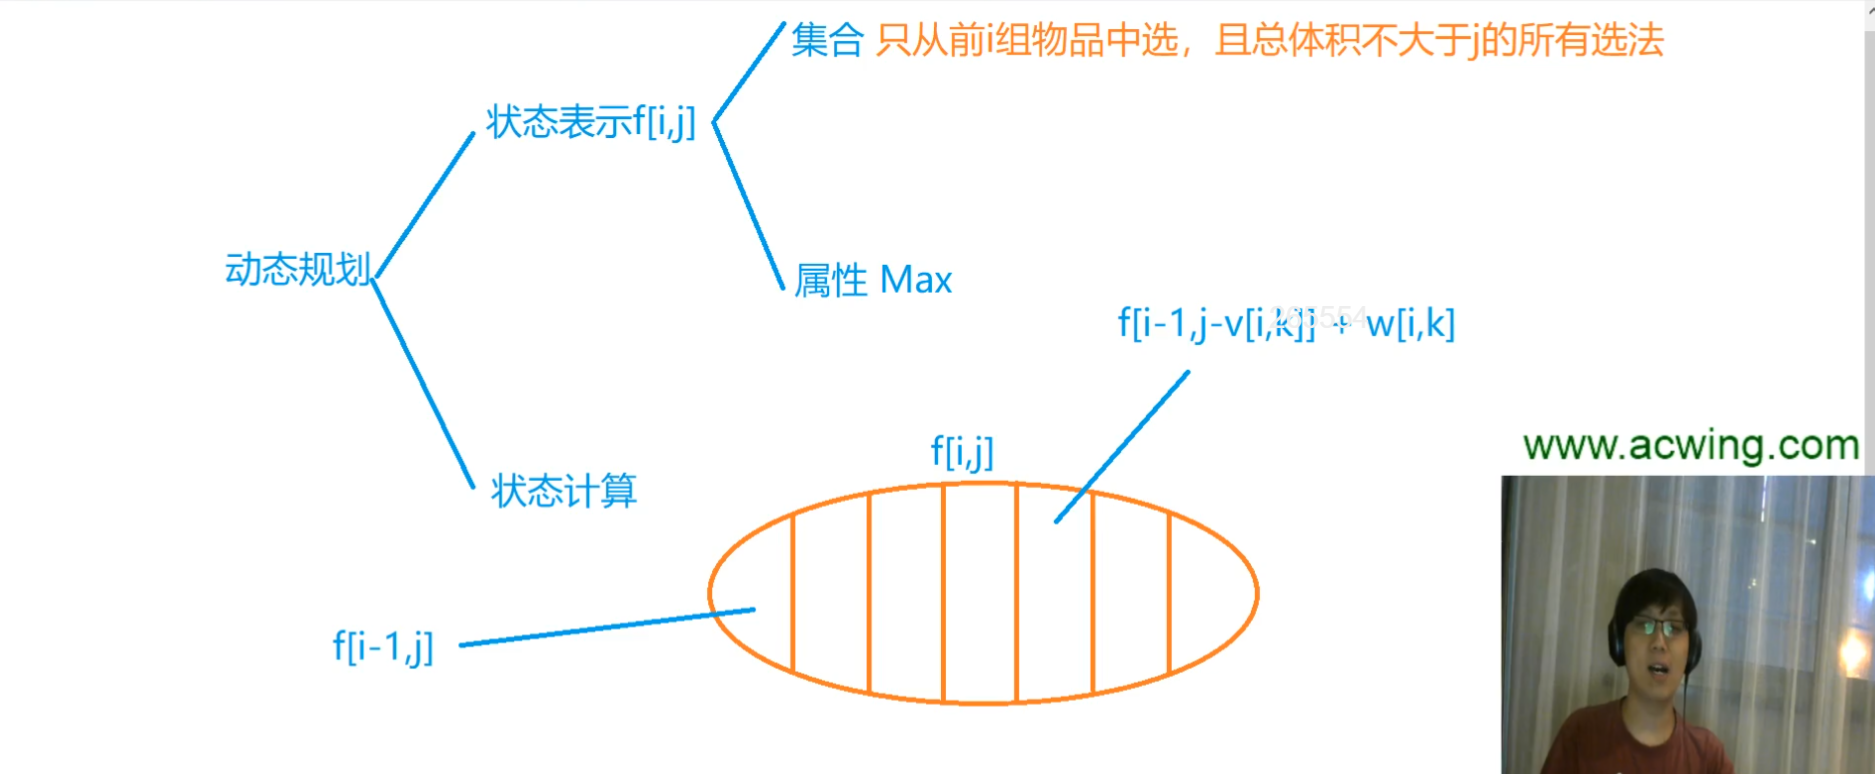 集合 只从前i组物品中选，且总体积不大于j的所有选法
状态表示f[i,j]
动态规划
属性 Max
f[i-1,j-v[i,k]] + w[i,k]
265554
f[i,j]
www.acwing.com
状态计算
f[i-1,j]